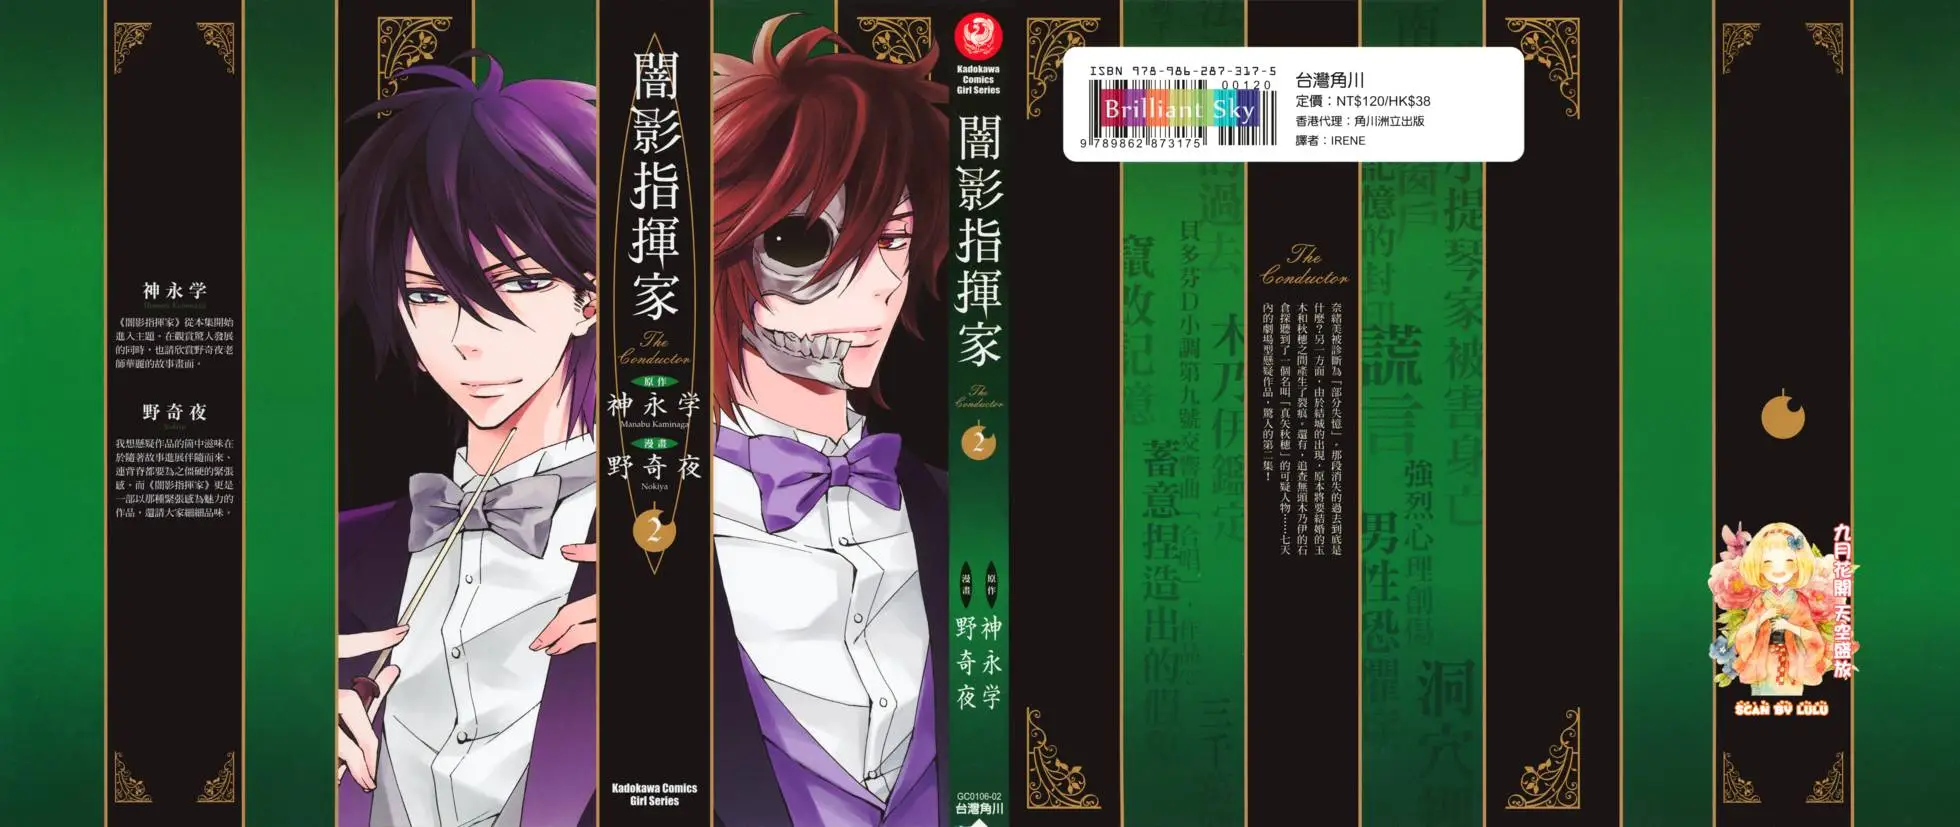 神永学
Manabu Kaminaga
《闇影指揮家》從本集開始
進入主題。在觀賞驚人發展
的同時,也請欣賞野奇夜老
師華麗的故事畫面。
野奇夜
Nokiya
我想懸疑作品的箇中滋味在
於隨著故事進展伴隨而來、
連背脊都要為之僵硬的緊張
感。而《闇影指揮家》更是
一部以那種緊張感為魅力的
作品,還請大家細細品味。
闇影指揮家
The
Conductor
原作
神永学
Manabu Kaminaga
漫畫
野奇夜
Nokiya
2
Kadokawa Comics
Girl Series
Kadokawa
Comics
Girl Series
闇影指揮家
The
Conductor
2
原作
神永学
漫畫
野奇夜
GC0106-02
台灣角川
ISBN 978-986-287-317-5
00120
Brilliant Sky
9 789862 873175
台灣角川
定價:NT$120/HK$38
香港代理:角川洲立出版
譯者:IRENE
The
Conductor
奈緒美被診斷為「部分失憶」,那段消失的過去到底是
什麼?另一方面,由於結城的出現,原本將要結婚的玉
木和秋穗之間產生了裂痕。還有,追查無頭木乃伊的石
倉探聽到了一個名叫「真矢秋穗」的可疑人物……七天
內的劇場型懸疑作品,驚人的第二集!
小提琴家被害身亡
洞穴
強烈心理創傷
謊言
男性恐懼
記憶的封印
木乃伊鑑定
三千
的過去
貝多芬D小調第九號交響曲「合唱」
蓄意捏造出的
竄改記憶
九月花開 天空盛放
SCAN BY LULU